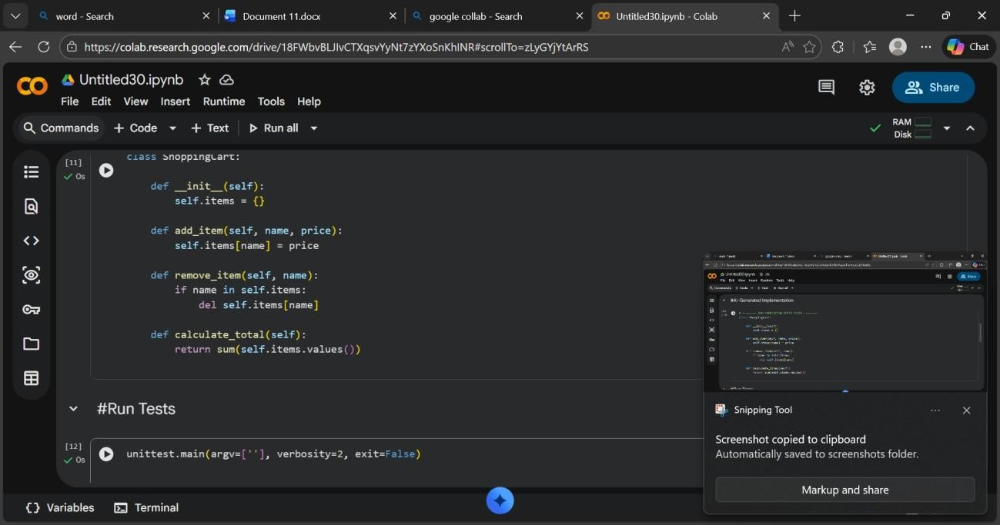 word - Search
Document 11.docx
google collab - Search
Untitled30.ipynb - Colab
https://colab.research.google.com/drive/18FWbvBLJIvCTXqsvYyNt7zYXoSnKhINR#scrollTo=zLyGYjYtArRS
Chat
Untitled30.ipynb
File Edit View Insert Runtime Tools Help
Share
Commands + Code + Text Run all
RAM
Disk
[11]
0s
class ShoppingCart:
def __init__(self):
self.items = {}
def add_item(self, name, price):
self.items[name] = price
def remove_item(self, name):
if name in self.items:
del self.items[name]
def calculate_total(self):
return sum(self.items.values())
#Run Tests
[12]
0s
unittest.main(argv=[''], verbosity=2, exit=False)
#AI-Generated Implementation
Snipping Tool
Screenshot copied to clipboard
Automatically saved to screenshots folder.
Markup and share
{} Variables Terminal